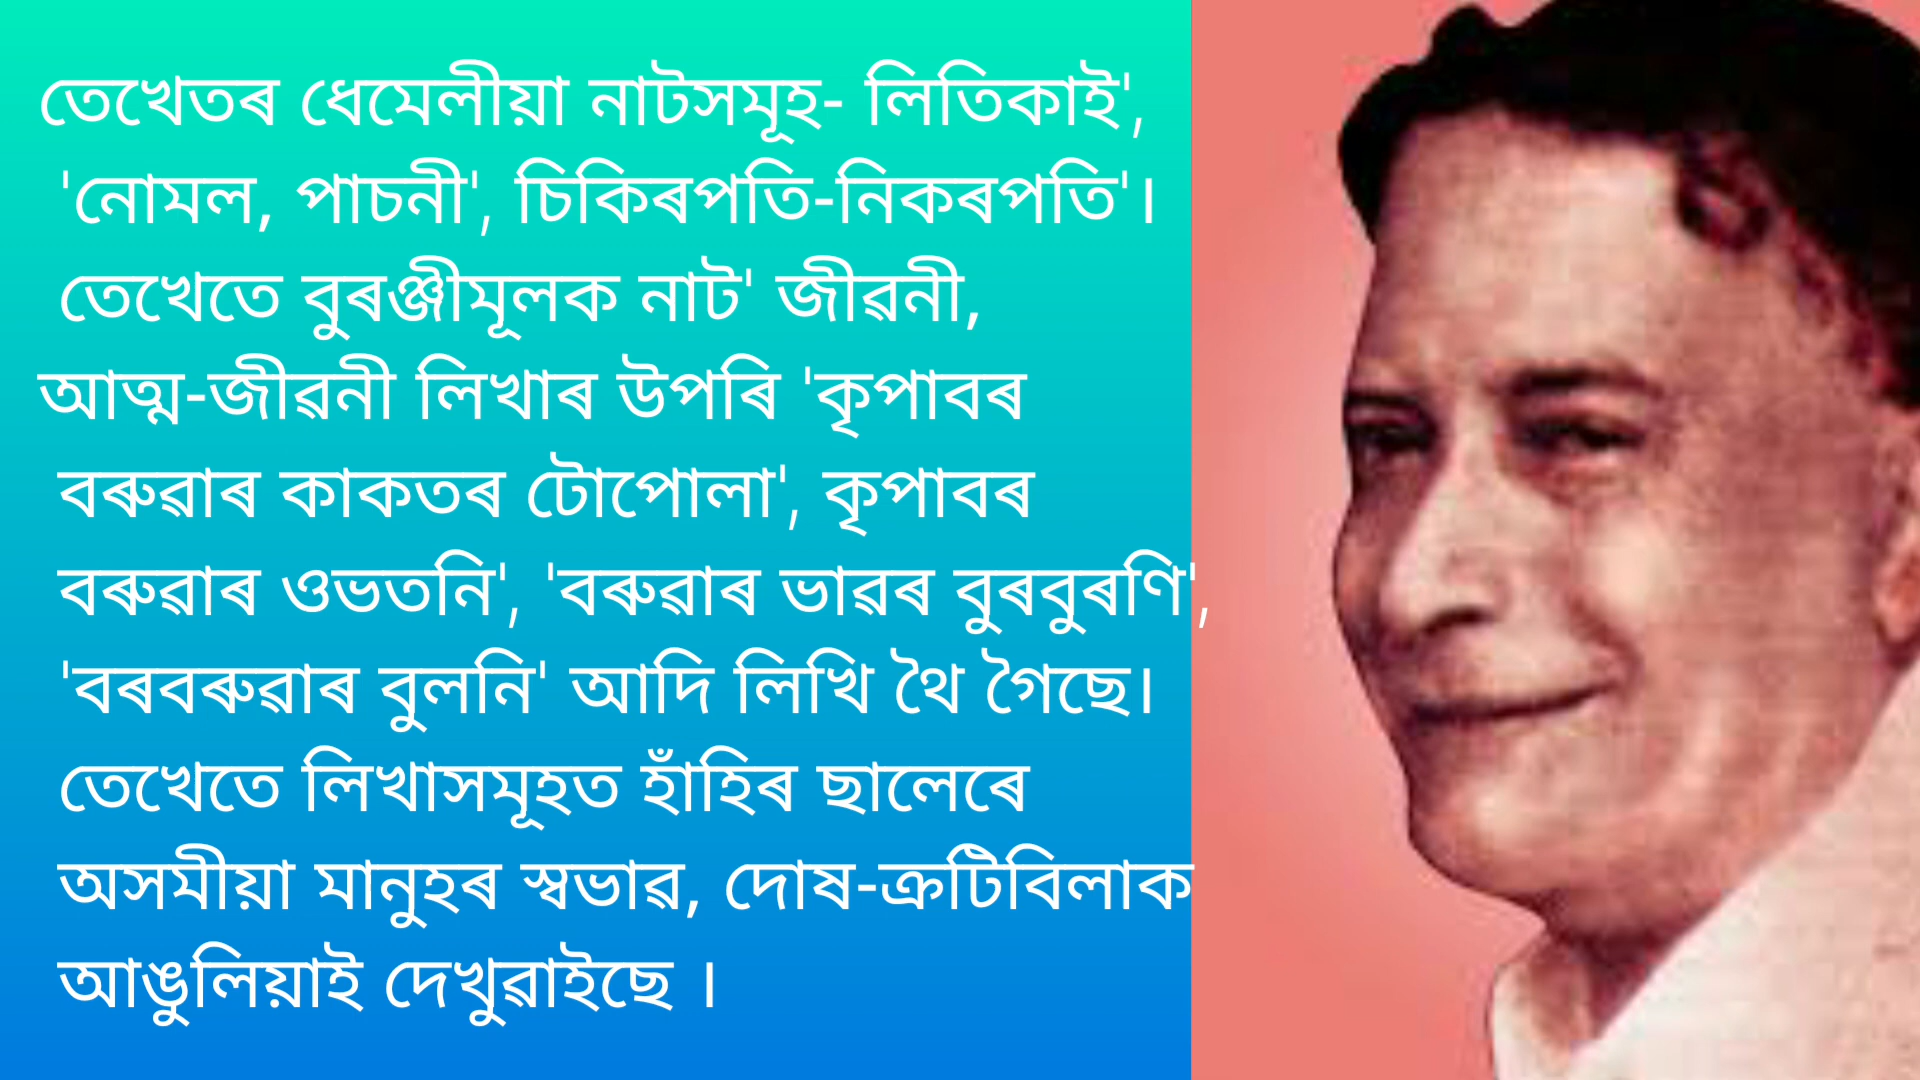 তেখেতৰ ধেমেলীয়া নাটসমূহ- লিতিকাই',
'নোমল, পাচনী', চিকিৰপতি-নিকৰপতি'।
তেখেতে বুৰঞ্জীমূলক নাট' জীৱনী,
আত্ম-জীৱনী লিখাৰ উপৰি 'কৃপাবৰ
বৰুৱাৰ কাকতৰ টোপোলা', কৃপাবৰ
বৰুৱাৰ ওভতনি', 'বৰুৱাৰ ভাৱৰ বুৰবুৰণি',
'বৰবৰুৱাৰ বুলনি' আদি লিখি থৈ গৈছে।
তেখেতে লিখাসমূহত হাঁহিৰ ছালেৰে
অসমীয়া মানুহৰ স্বভাৱ, দোষ-ক্ৰটিবিলাক
আঙুলিয়াই দেখুৱাইছে ।